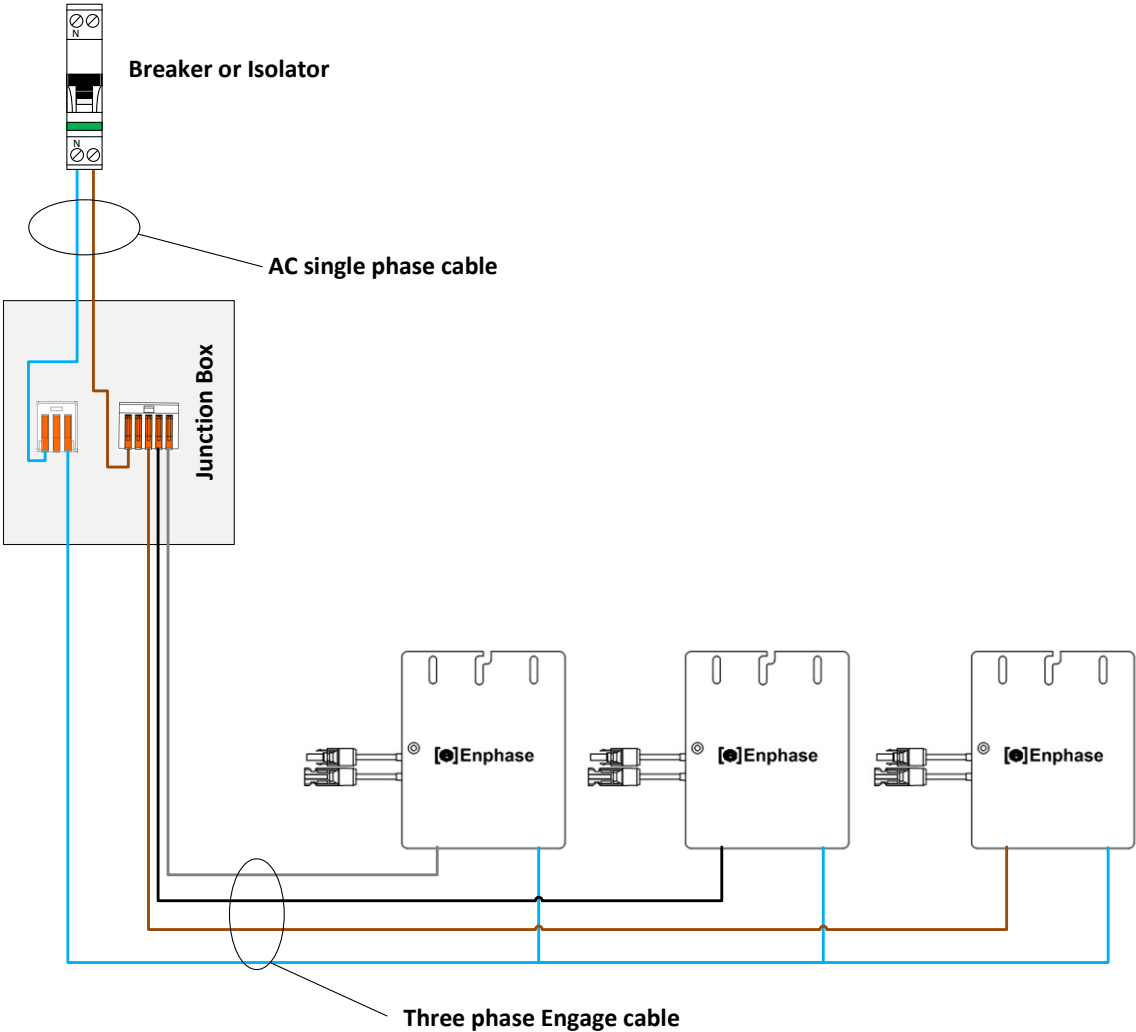 N
Breaker or Isolator
N
AC single phase cable
Junction Box
[e]Enphase
[e]Enphase
[e]Enphase
Three phase Engage cable